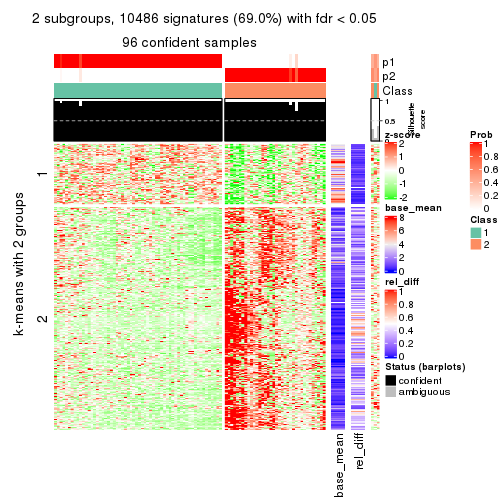 2 subgroups, 10486 signatures (69.0%) with fdr < 0.05
96 confident samples
p1
p2
Class
1
0.5
0
Silhouette
score
k-means with 2 groups
1
2
base_mean
rel_diff
z-score
2
1
0
-1
-2
base_mean
8
6
4
2
0
rel_diff
1
0.8
0.6
0.4
0.2
0
Status (barplots)
confident
ambiguous
Prob
1
0.8
0.6
0.4
0.2
0
Class
1
2